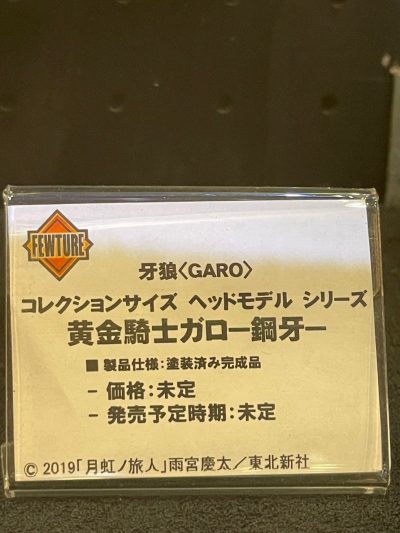 FEWTURE
牙狼〈GARO〉
コレクションサイズ ヘッドモデル シリーズ
黄金騎士ガロー鋼牙ー
■ 製品仕様:塗装済み完成品
- 価格:未定
- 発売予定時期:未定
© 2019「月虹ノ旅人」雨宮慶太／東北新社